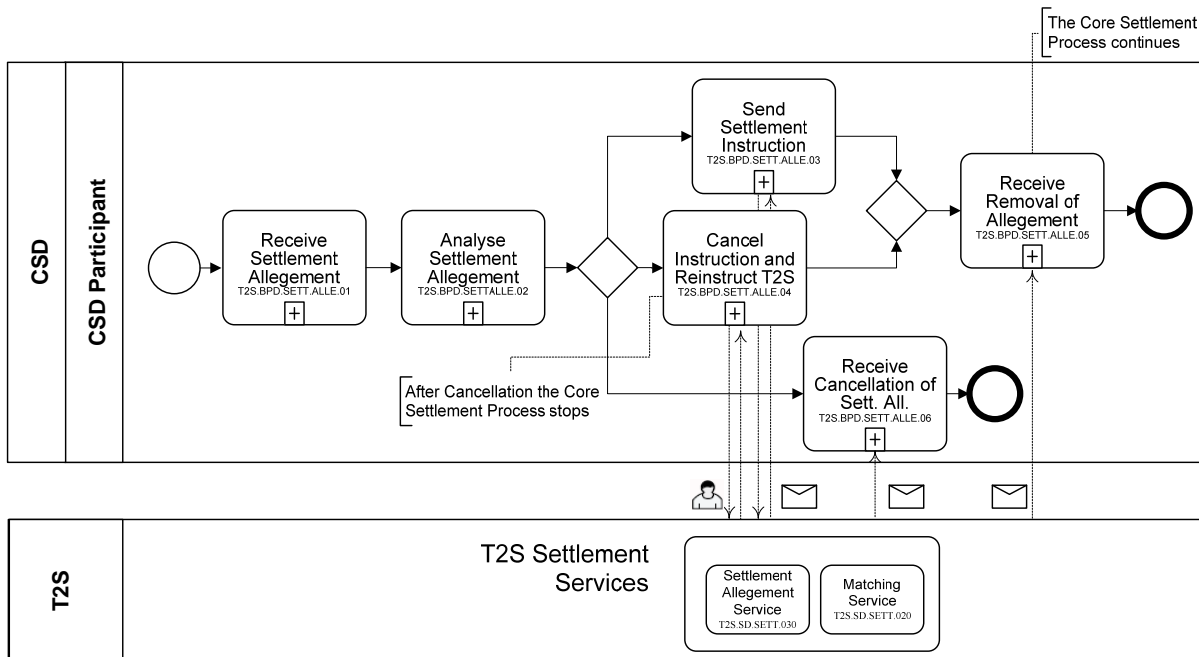 The Core Settlement
Process continues
CSD
CSD Participant
Send
Settlement
Instruction
T2S.BPD.SETT.ALLE.03
Receive
Settlement
Allegement
T2S.BPD.SETT.ALLE.01
Analyse
Settlement
Allegement
T2S.BPD.SETTALLE.02
Cancel
Instruction and
Reinstruct T2S
T2S.BPD.SETT.ALLE.04
Receive
Removal of
Allegement
T2S.BPD.SETT.ALLE.05
After Cancellation the Core
Settlement Process stops
Receive
Cancellation of
Sett. All.
T2S.BPD.SETT.ALLE.06
T2S
T2S Settlement
Services
Settlement
Allegement
Service
T2S.SD.SETT.030
Matching
Service
T2S.SD.SETT.020